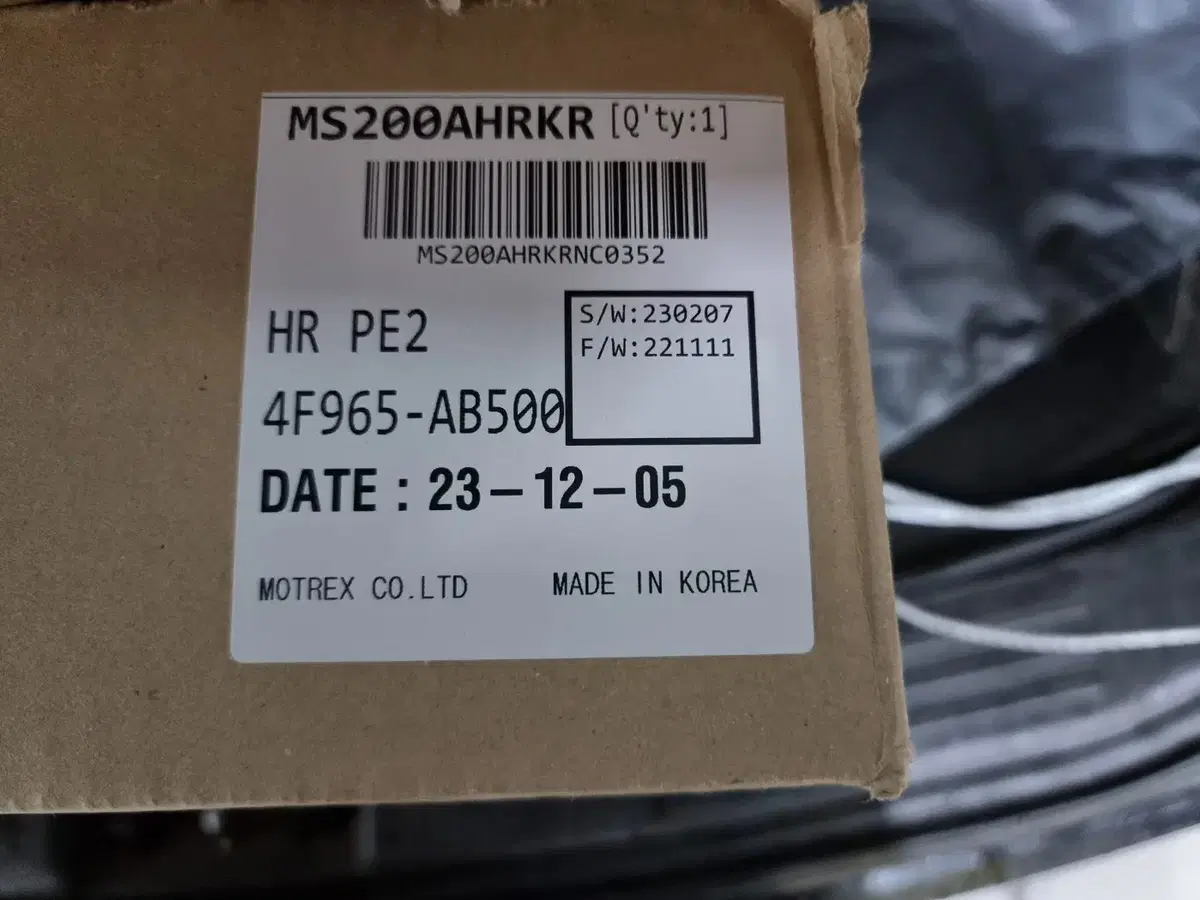 MS200AHRKR [Q'ty:1]
MS200AHRKRNC0352
HR PE2
S/W:230207
F/W:221111
4F965-AB500
DATE : 23-12-05
MOTREX CO.LTD
MADE IN KOREA